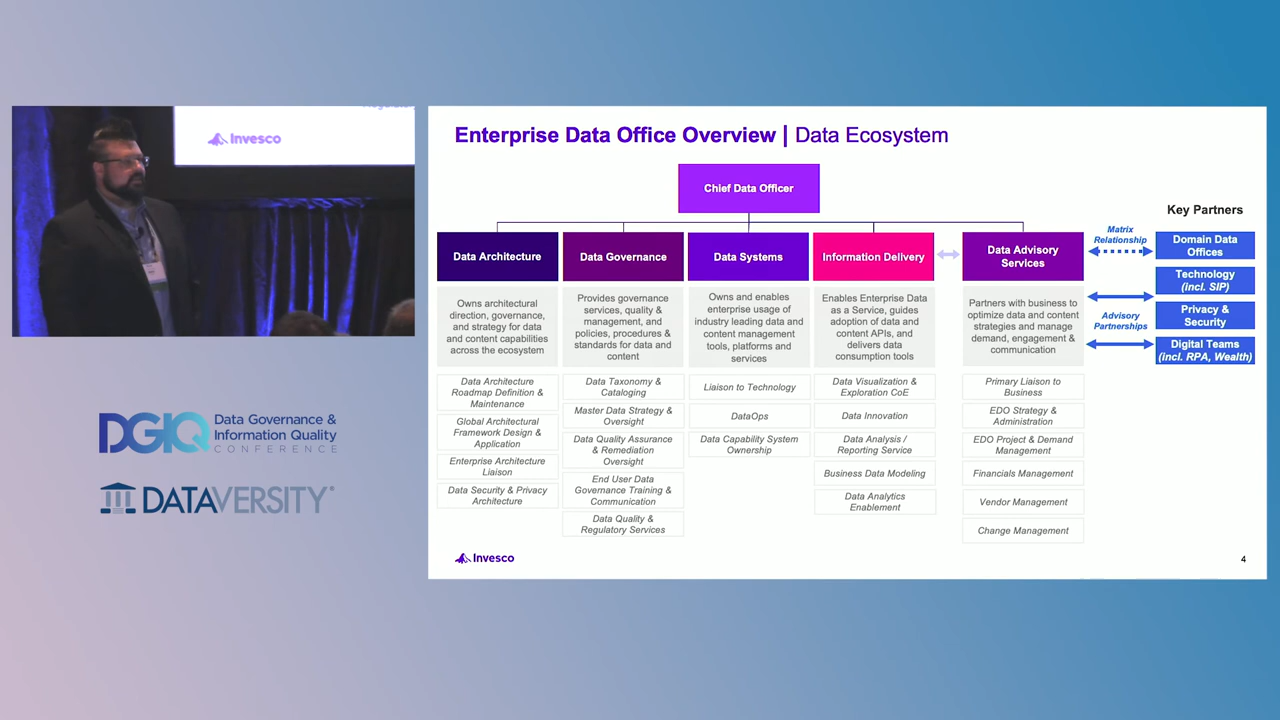 Invesco
DGIQ
Data Governance &
Information Quality
CONFERENCE
DATAVERSITY
Enterprise Data Office Overview | Data Ecosystem
Chief Data Officer
Key Partners
Data Architecture
Data Governance
Data Systems
Information Delivery
Data Advisory
Services
Matrix
Relationship
Domain Data
Offices
Technology
(incl. SIP)
Advisory
Partnerships
Privacy &
Security
Digital Teams
(incl. RPA, Wealth)
Owns architectural
direction, governance,
and strategy for data
and content capabilities
across the ecosystem
Provides governance
services, quality &
management, and
policies, procedures &
standards for data and
content
Owns and enables
enterprise usage of
industry leading data and
content management
tools, platforms and
services
Enables Enterprise Data
as a Service, guides
adoption of data and
content APIs, and
delivers data
consumption tools
Partners with business to
optimize data and content
strategies and manage
demand, engagement &
communication
Data Architecture
Roadmap Definition &
Maintenance
Global Architectural
Framework Design &
Application
Enterprise Architecture
Liaison
Data Security & Privacy
Architecture
Data Taxonomy &
Cataloging
Master Data Strategy &
Oversight
Data Quality Assurance
& Remediation
Oversight
End User Data
Governance Training &
Communication
Data Quality &
Regulatory Services
Liaison to Technology
DataOps
Data Capability System
Ownership
Data Visualization &
Exploration CoE
Data Innovation
Data Analysis /
Reporting Service
Business Data Modeling
Data Analytics
Enablement
Primary Liaison to
Business
EDO Strategy &
Administration
EDO Project & Demand
Management
Financials Management
Vendor Management
Change Management
Invesco
4